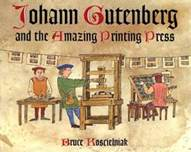 Johann Gutenberg
and the Amazing Printing Press
Bruce Koscielniak